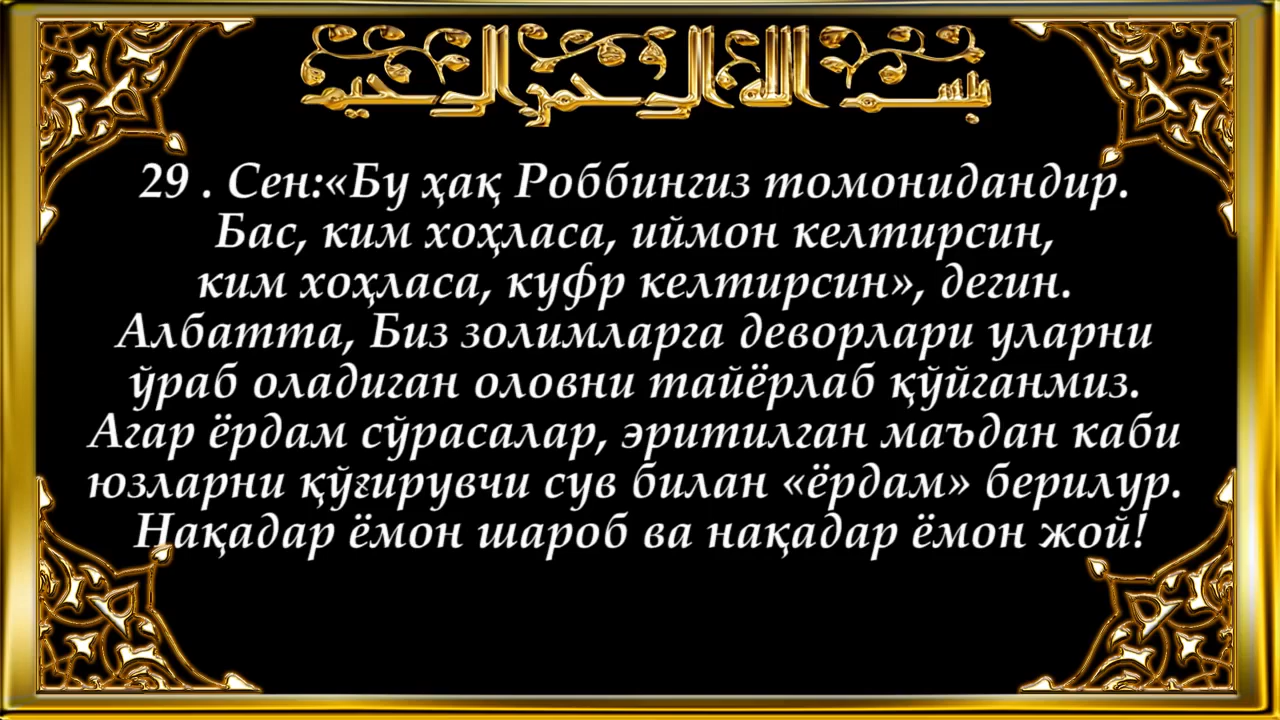 بسم الله الرحمن الرحيم
29 . Сен:«Бу ҳақ Роббингиз томонидандир.
Бас, ким хоҳласа, иймон келтирсин,
ким хоҳласа, куфр келтирсин», дегин.
Албатта, Биз золимларга деворлари уларни
ўраб оладиган оловни тайёрлаб қўйганмиз.
Агар ёрдам сўрасалар, эритилган маъдан каби
юзларни қўғирувчи сув билан «ёрдам» берилур.
Нақадар ёмон шароб ва нақадар ёмон жой!